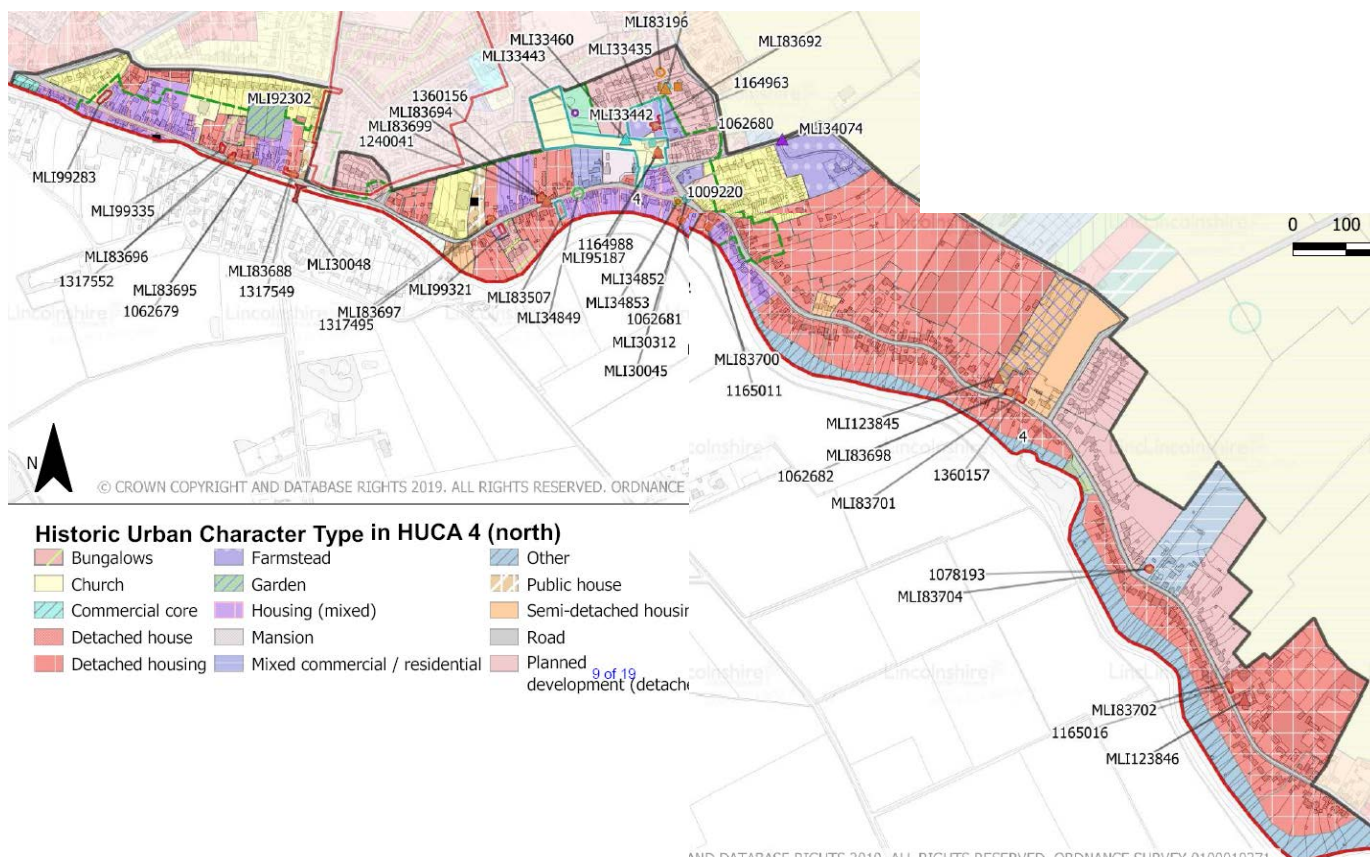 MLI83196
MLI33460
MLI33435
MLI33443
MLI83692
1164963
MLI92302
1360156
MLI83694
MLI83699
1240041
MLI33442
1062680
MLI34074
MLI99283
1009220
4
MLI99335
MLI83696
1317552
MLI83695
1062679
MLI83688
1317549
MLI30048
MLI99321
MLI83697
1317495
MLI83507
MLI34849
1164988
MLI95187
MLI34852
MLI34853
1062681
MLI30312
MLI30045
MLI83700
1165011
0 100
MLI123845
MLI83698
1062682
1360157
MLI83701
4
1078193
MLI83704
MLI83702
1165016
MLI123846
N
© CROWN COPYRIGHT AND DATABASE RIGHTS 2019. ALL RIGHTS RESERVED. ORDNANCE
Historic Urban Character Type in HUCA 4 (north)
Bungalows
Church
Commercial core
Detached house
Detached housing
Farmstead
Garden
Housing (mixed)
Mansion
Mixed commercial / residential
Other
Public house
Semi-detached housin
Road
Planned
development (detache
9 of 19
AND DATABASE RIGHTS 2019. ALL RIGHTS RESERVED. ORDNANCE SURVEY 0100010271